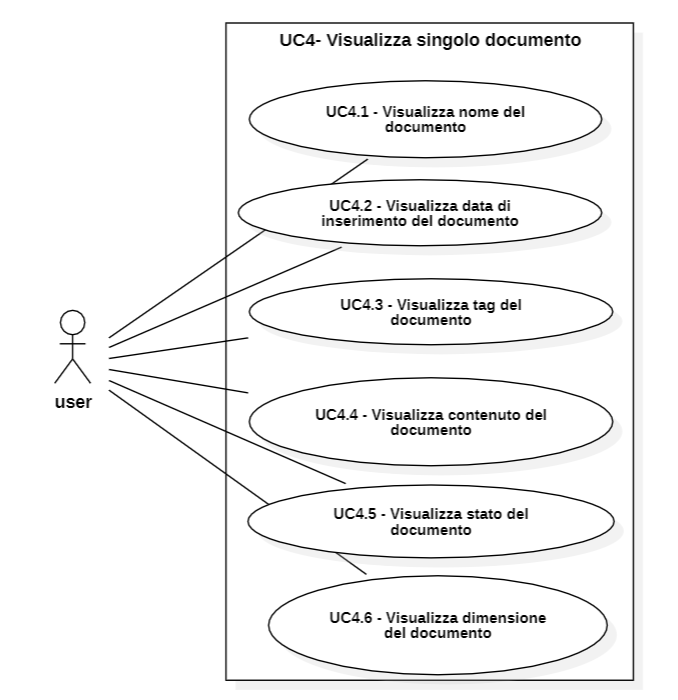 UC4- Visualizza singolo documento
UC4.1 - Visualizza nome del
documento
UC4.2 - Visualizza data di
inserimento del documento
UC4.3 - Visualizza tag del
documento
user
UC4.4 - Visualizza contenuto del
documento
UC4.5 - Visualizza stato del
documento
UC4.6 - Visualizza dimensione
del documento